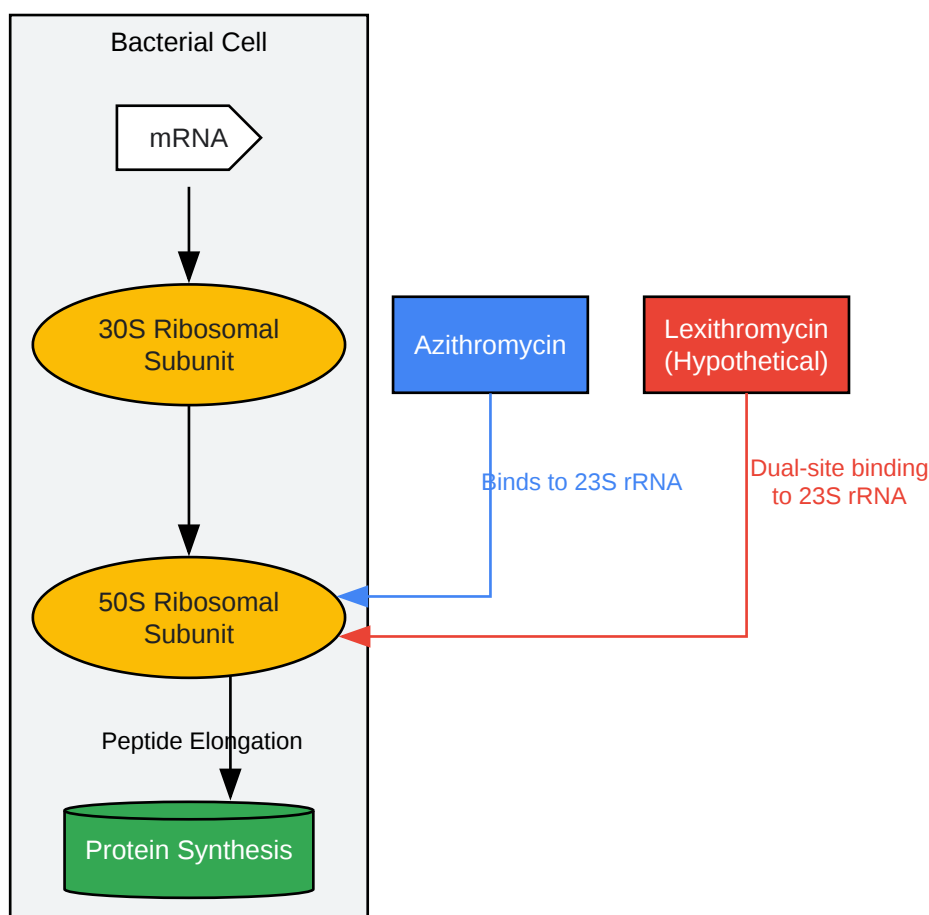 Bacterial Cell
mRNA
30S Ribosomal
Subunit
Azithromycin
Lexithromycin
(Hypothetical)
Binds to 23S rRNA
Dual-site binding
to 23S rRNA
50S Ribosomal
Subunit
Peptide Elongation
Protein Synthesis